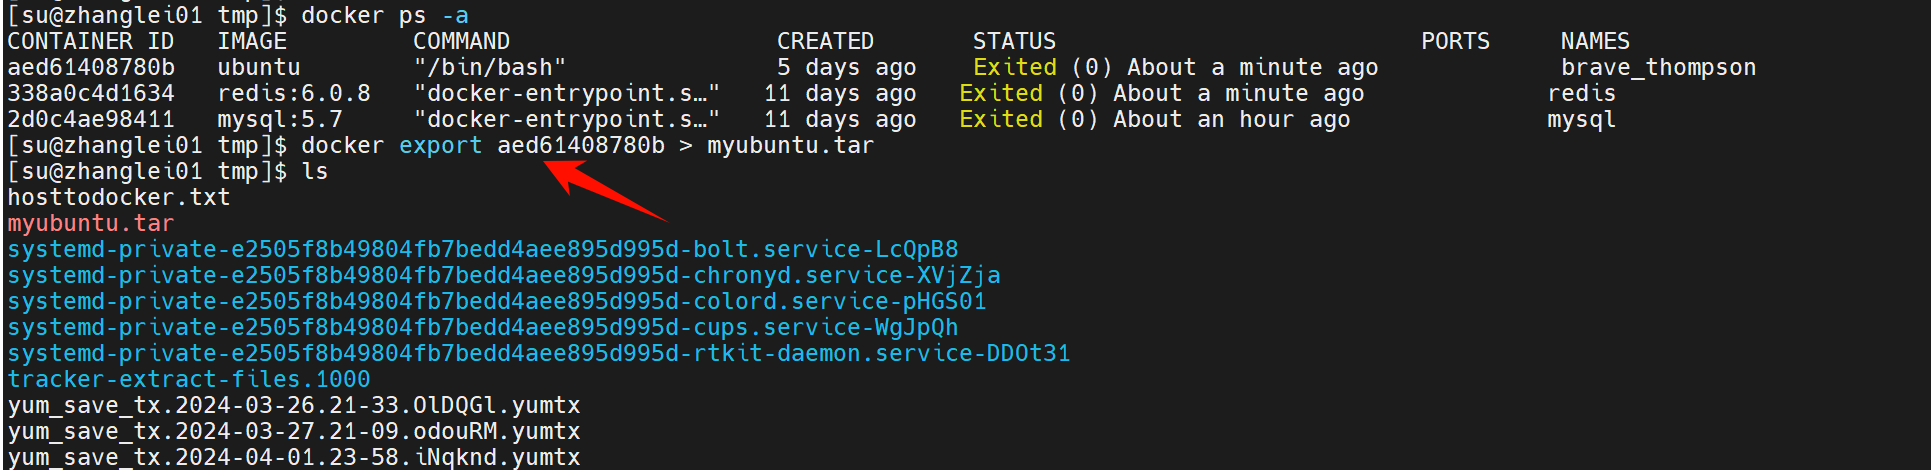 [su@zhanglei01 tmp]$ docker ps -a
CONTAINER ID   IMAGE         COMMAND                   CREATED       STATUS                          PORTS     NAMES
aed61408780b   ubuntu        "/bin/bash"               5 days ago    Exited (0) About a minute ago             brave_thompson
338a0c4d1634   redis:6.0.8   "docker-entrypoint.s…"   11 days ago   Exited (0) About a minute ago             redis
2d0c4ae98411   mysql:5.7     "docker-entrypoint.s…"   11 days ago   Exited (0) About an hour ago              mysql
[su@zhanglei01 tmp]$ docker export aed61408780b > myubuntu.tar
[su@zhanglei01 tmp]$ ls
hosttodocker.txt
myubuntu.tar
systemd-private-e2505f8b49804fb7bedd4aee895d995d-bolt.service-LcQpB8
systemd-private-e2505f8b49804fb7bedd4aee895d995d-chronyd.service-XVjZja
systemd-private-e2505f8b49804fb7bedd4aee895d995d-colord.service-pHGS01
systemd-private-e2505f8b49804fb7bedd4aee895d995d-cups.service-WgJpQh
systemd-private-e2505f8b49804fb7bedd4aee895d995d-rtkit-daemon.service-DDOt31
tracker-extract-files.1000
yum_save_tx.2024-03-26.21-33.OlDQGl.yumtx
yum_save_tx.2024-03-27.21-09.odouRM.yumtx
yum_save_tx.2024-04-01.23-58.iNqknd.yumtx